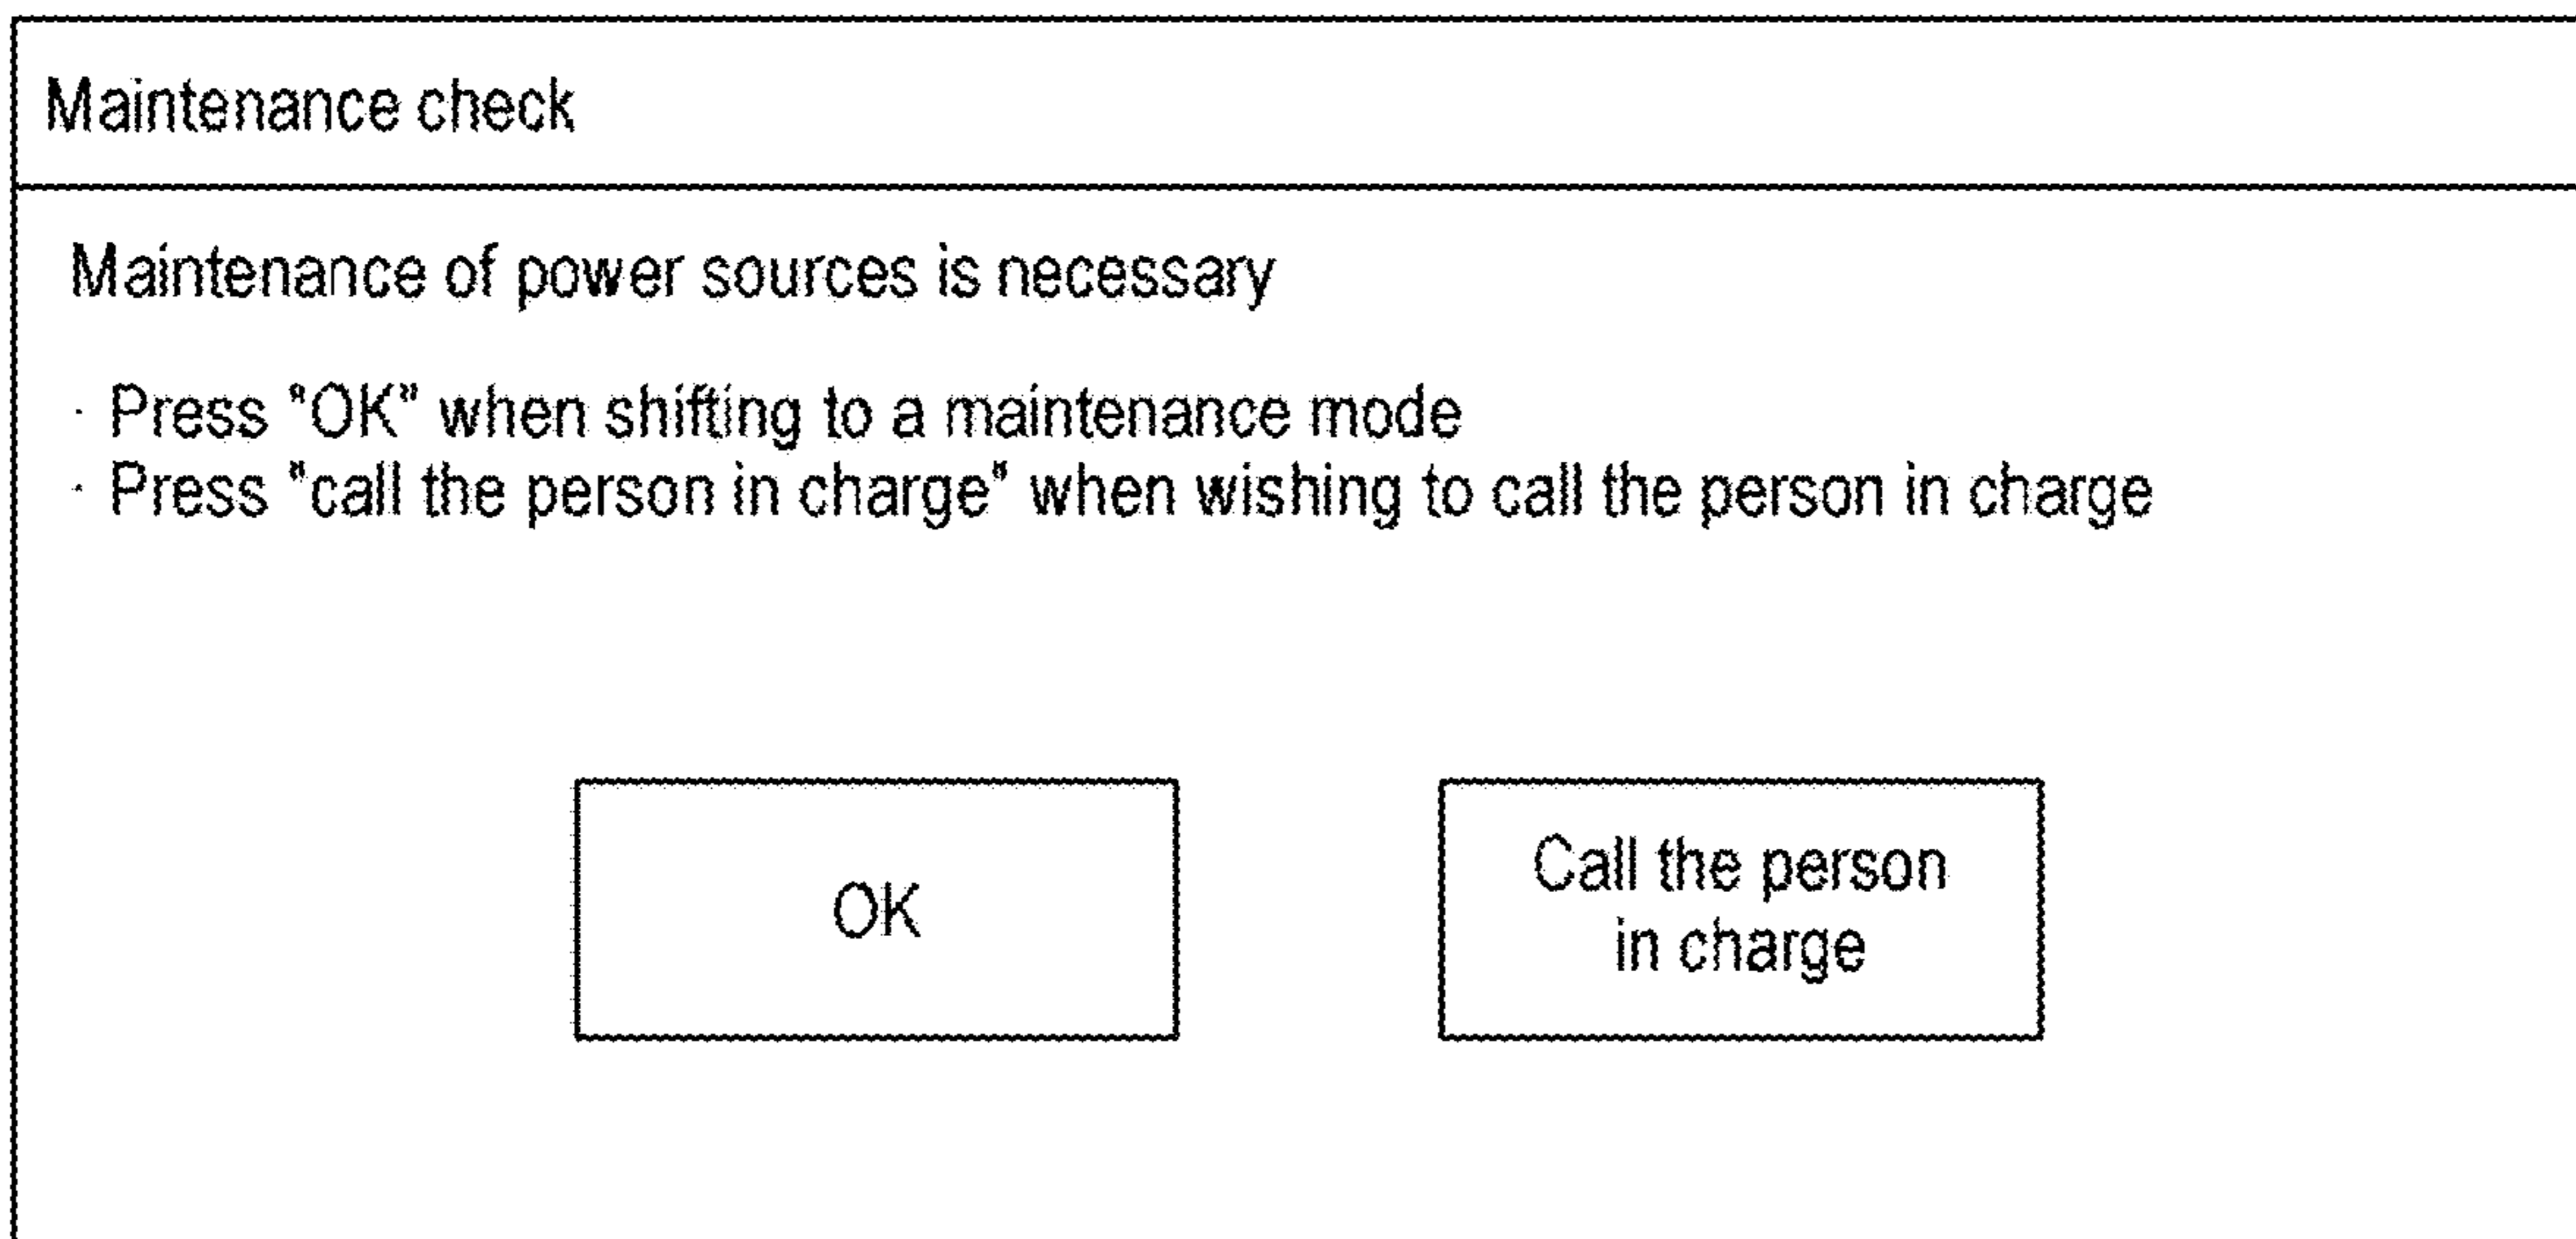 Maintenance check
Maintenance of power sources is necessary
· Press "OK" when shifting to a maintenance mode
· Press "call the person in charge" when wishing to call the person in charge
OK
Call the person
in charge